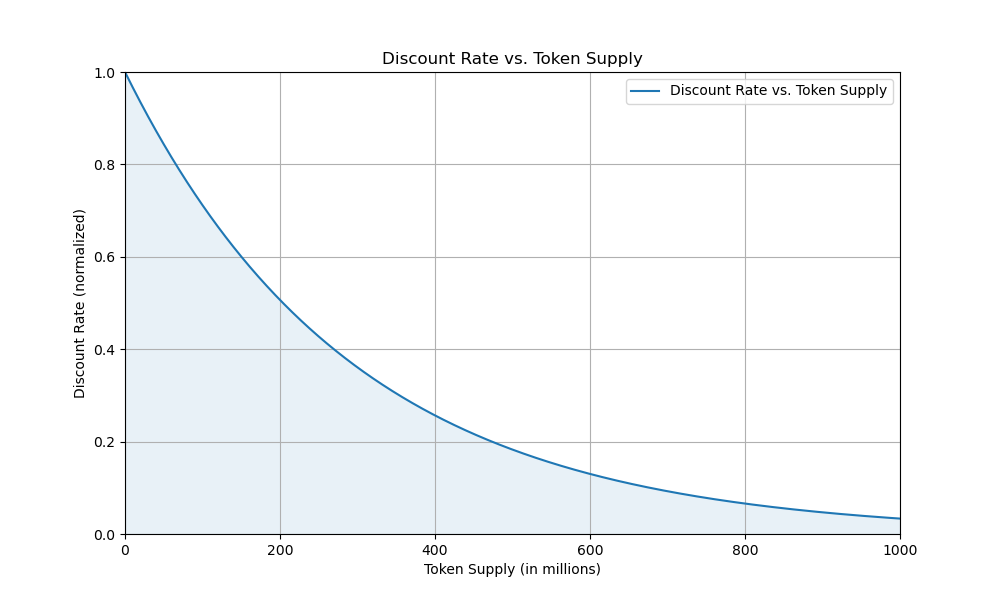 Discount Rate vs. Token Supply
Discount Rate vs. Token Supply
1.0
0.8
0.6
0.4
0.2
0.0
Discount Rate (normalized)
0 200 400 600 800 1000
Token Supply (in millions)